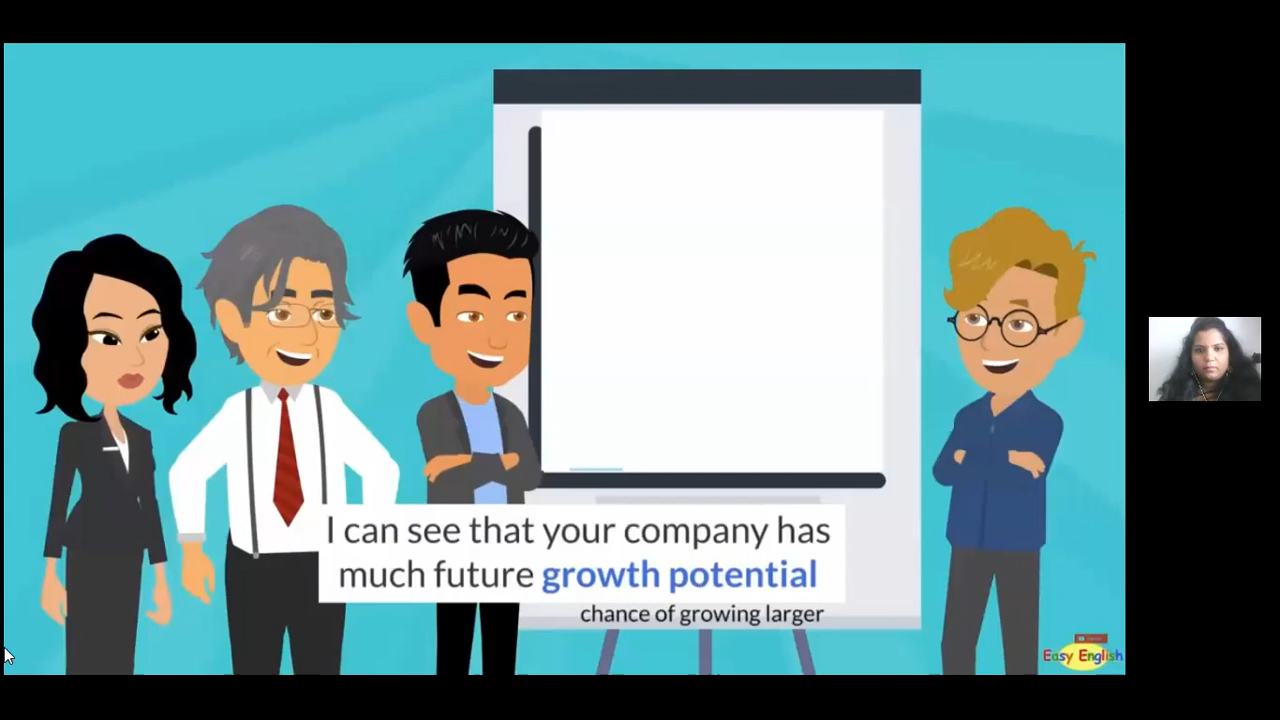 I can see that your company has
much future growth potential
chance of growing larger
Easy English